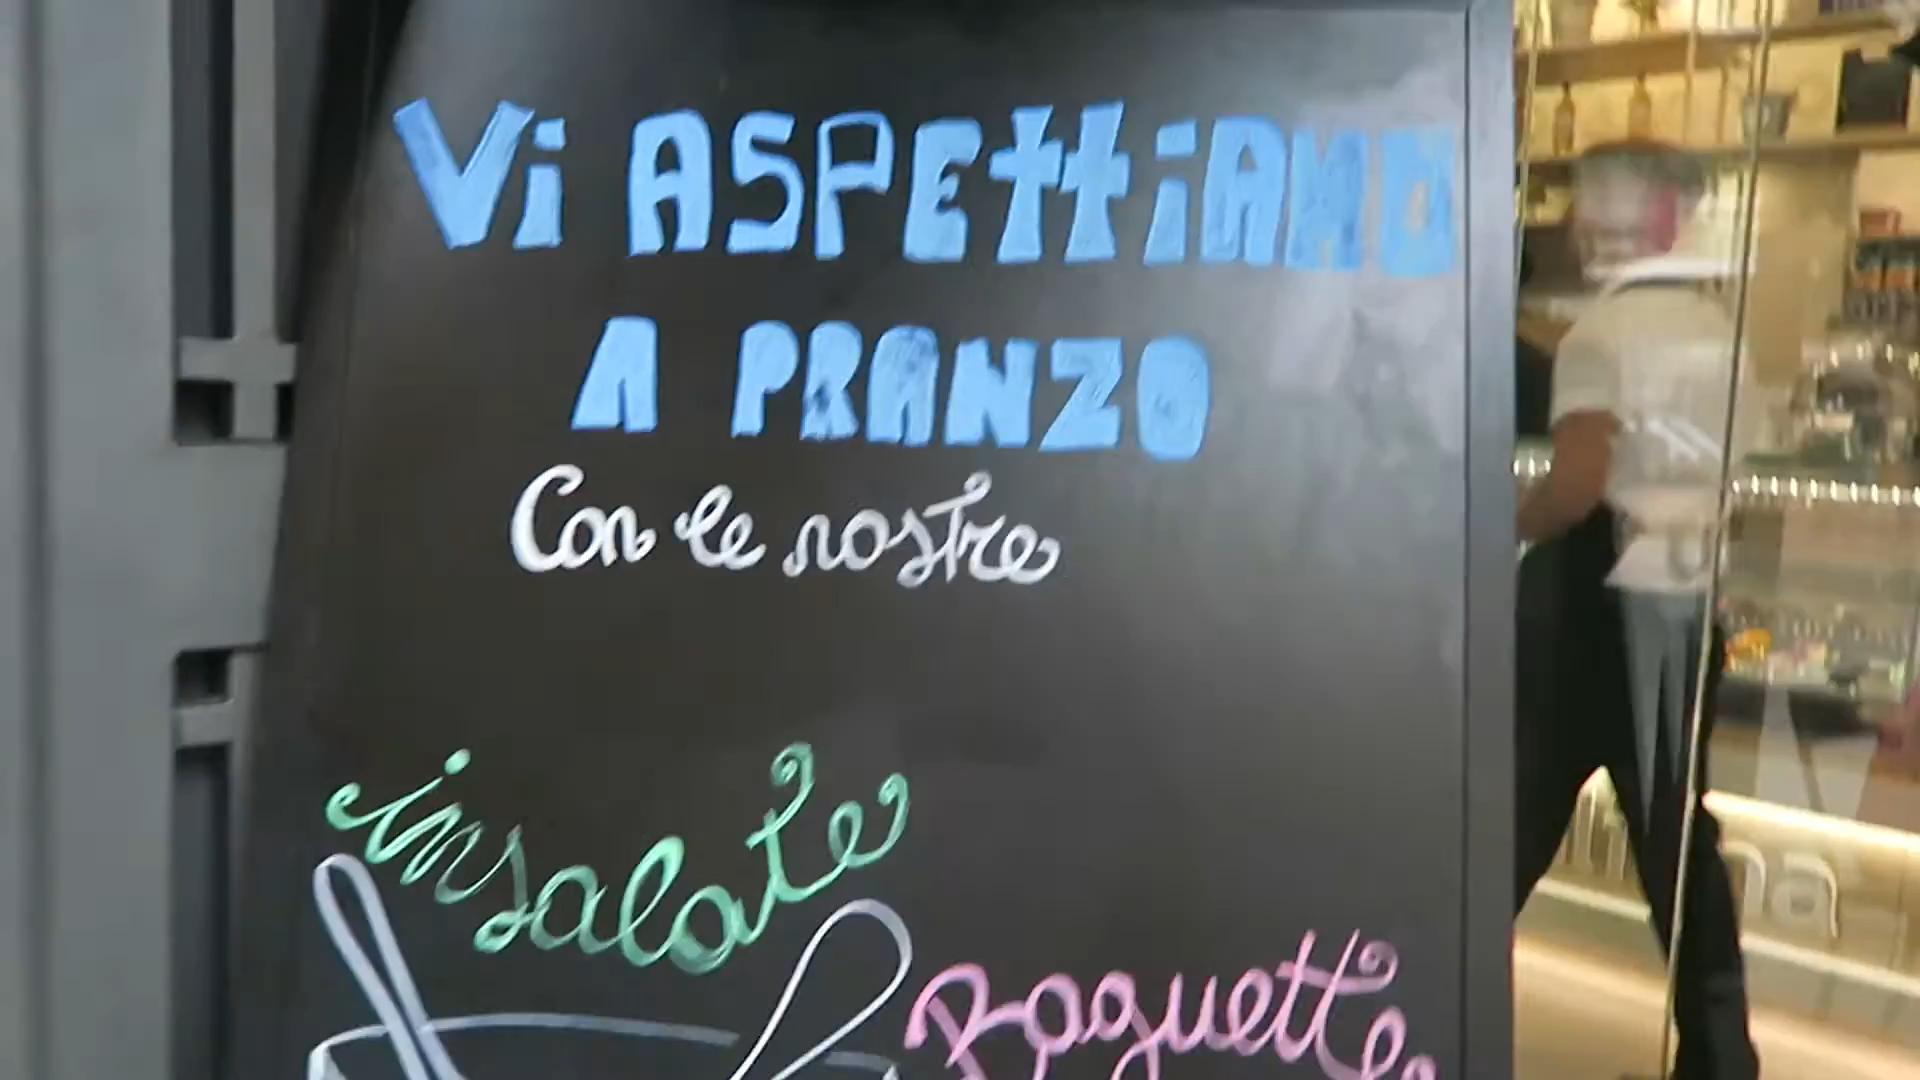 Vi ASPEttiAMO
A PRANZO
Con le nostre
insalate
Baguette